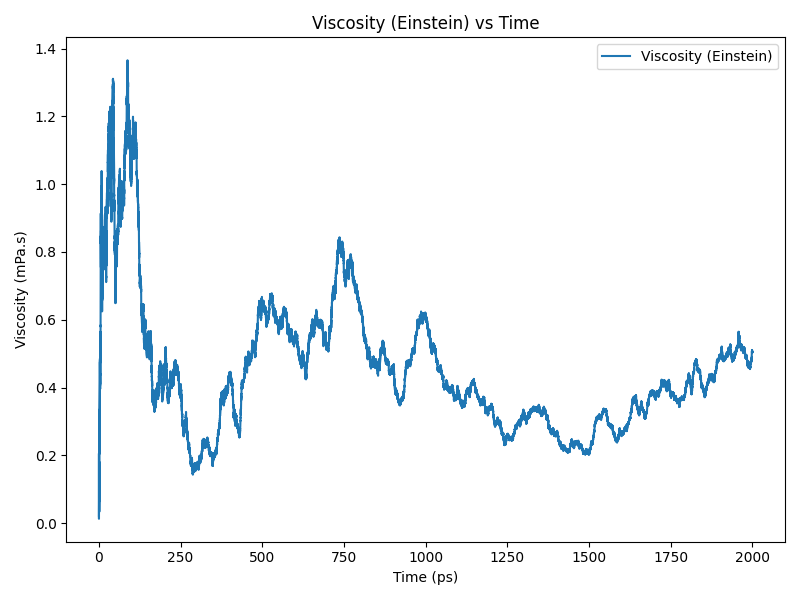 Viscosity (Einstein) vs Time
Viscosity (Einstein)
Viscosity (mPa.s)
1.4
1.2
1.0
0.8
0.6
0.4
0.2
0.0
0 250 500 750 1000 1250 1500 1750 2000
Time (ps)